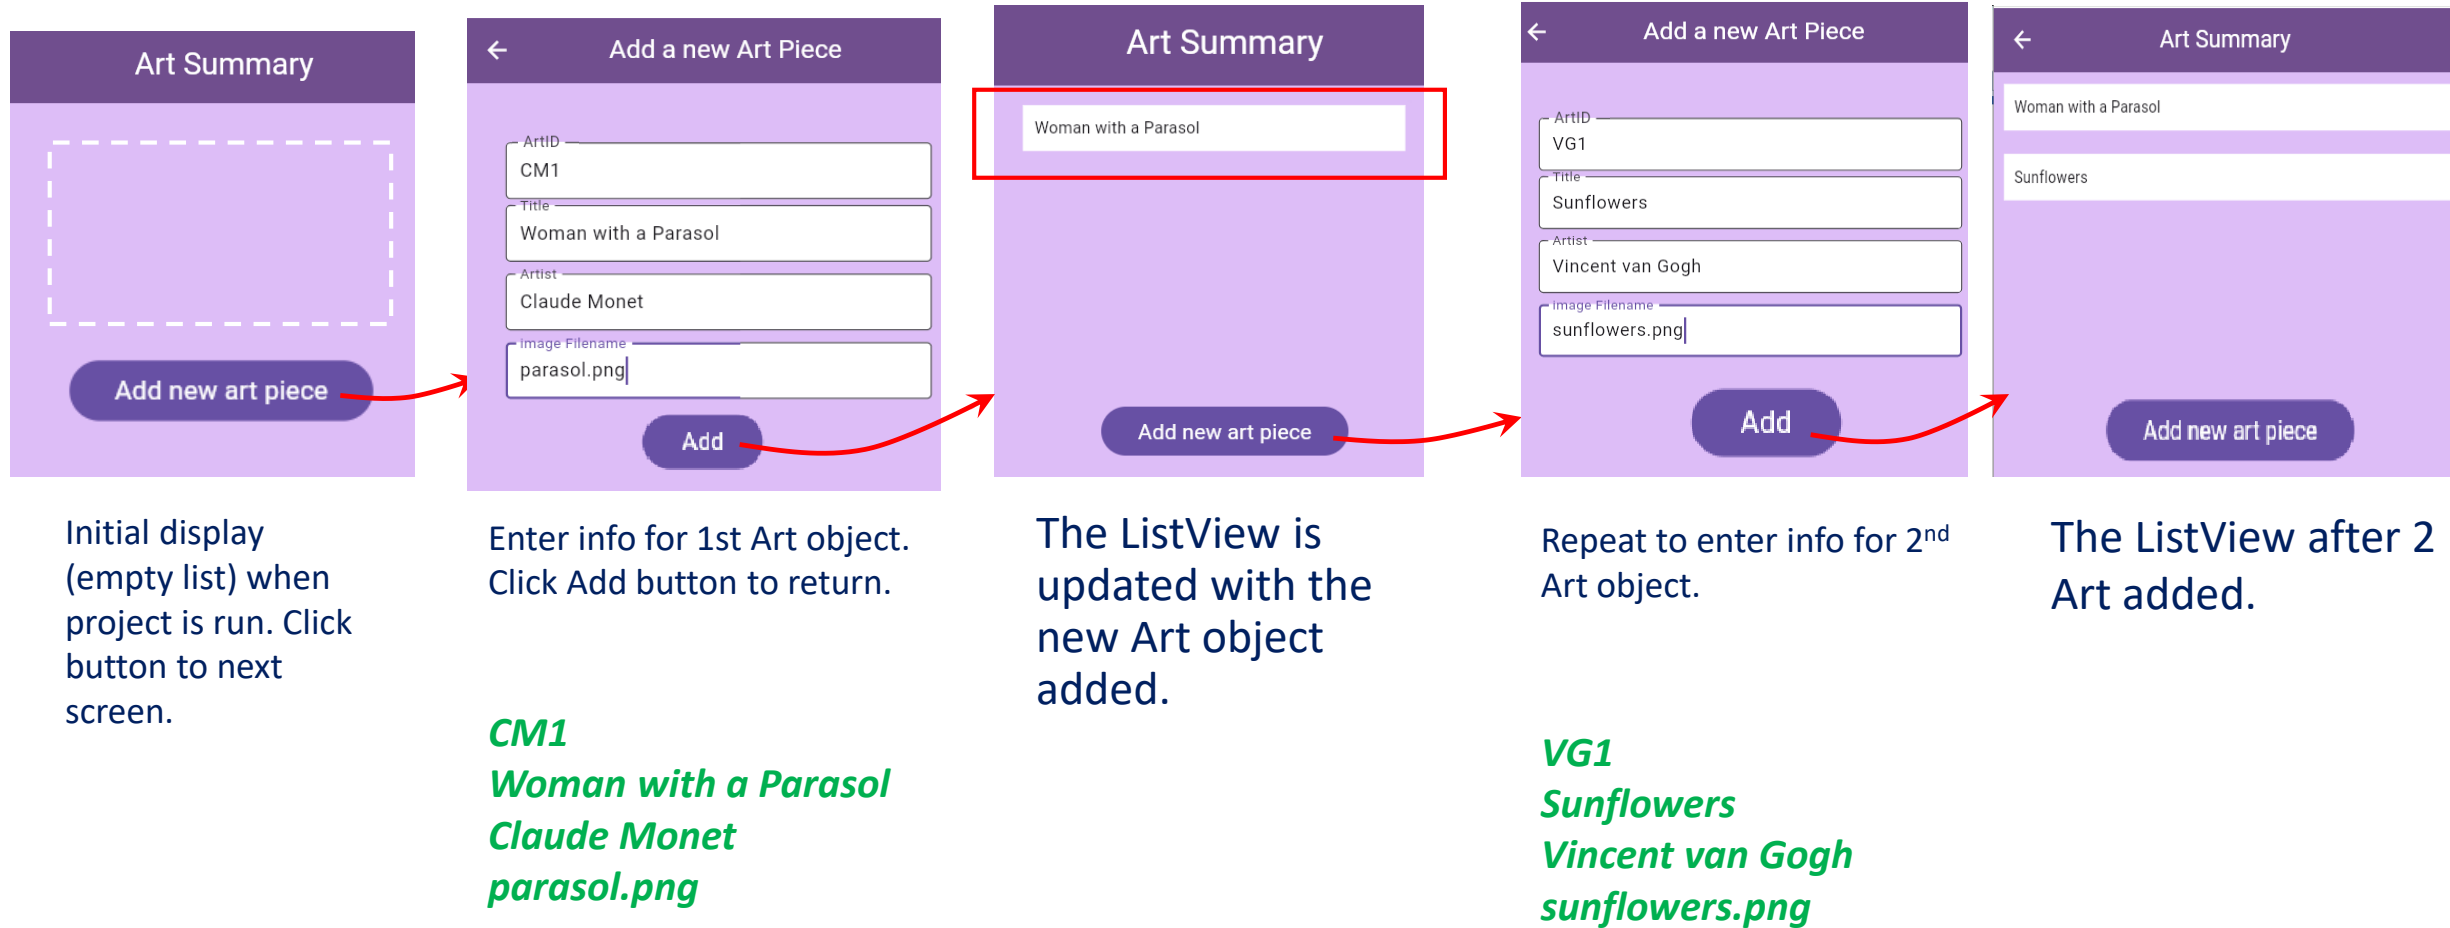 Art Summary
Add new art piece
Initial display
(empty list) when
project is run. Click
button to next
screen.
Add a new Art Piece
ArtID
CM1
Title
Woman with a Parasol
Artist
Claude Monet
Image Filename
parasol.png
Add
Enter info for 1st Art object.
Click Add button to return.
CM1
Woman with a Parasol
Claude Monet
parasol.png
Art Summary
Woman with a Parasol
Add new art piece
The ListView is
updated with the
new Art object
added.
Add a new Art Piece
ArtID
VG1
Title
Sunflowers
Artist
Vincent van Gogh
Image Filename
sunflowers.png
Add
Repeat to enter info for 2nd
Art object.
VG1
Sunflowers
Vincent van Gogh
sunflowers.png
Art Summary
Woman with a Parasol
Sunflowers
Add new art piece
The ListView after 2
Art added.